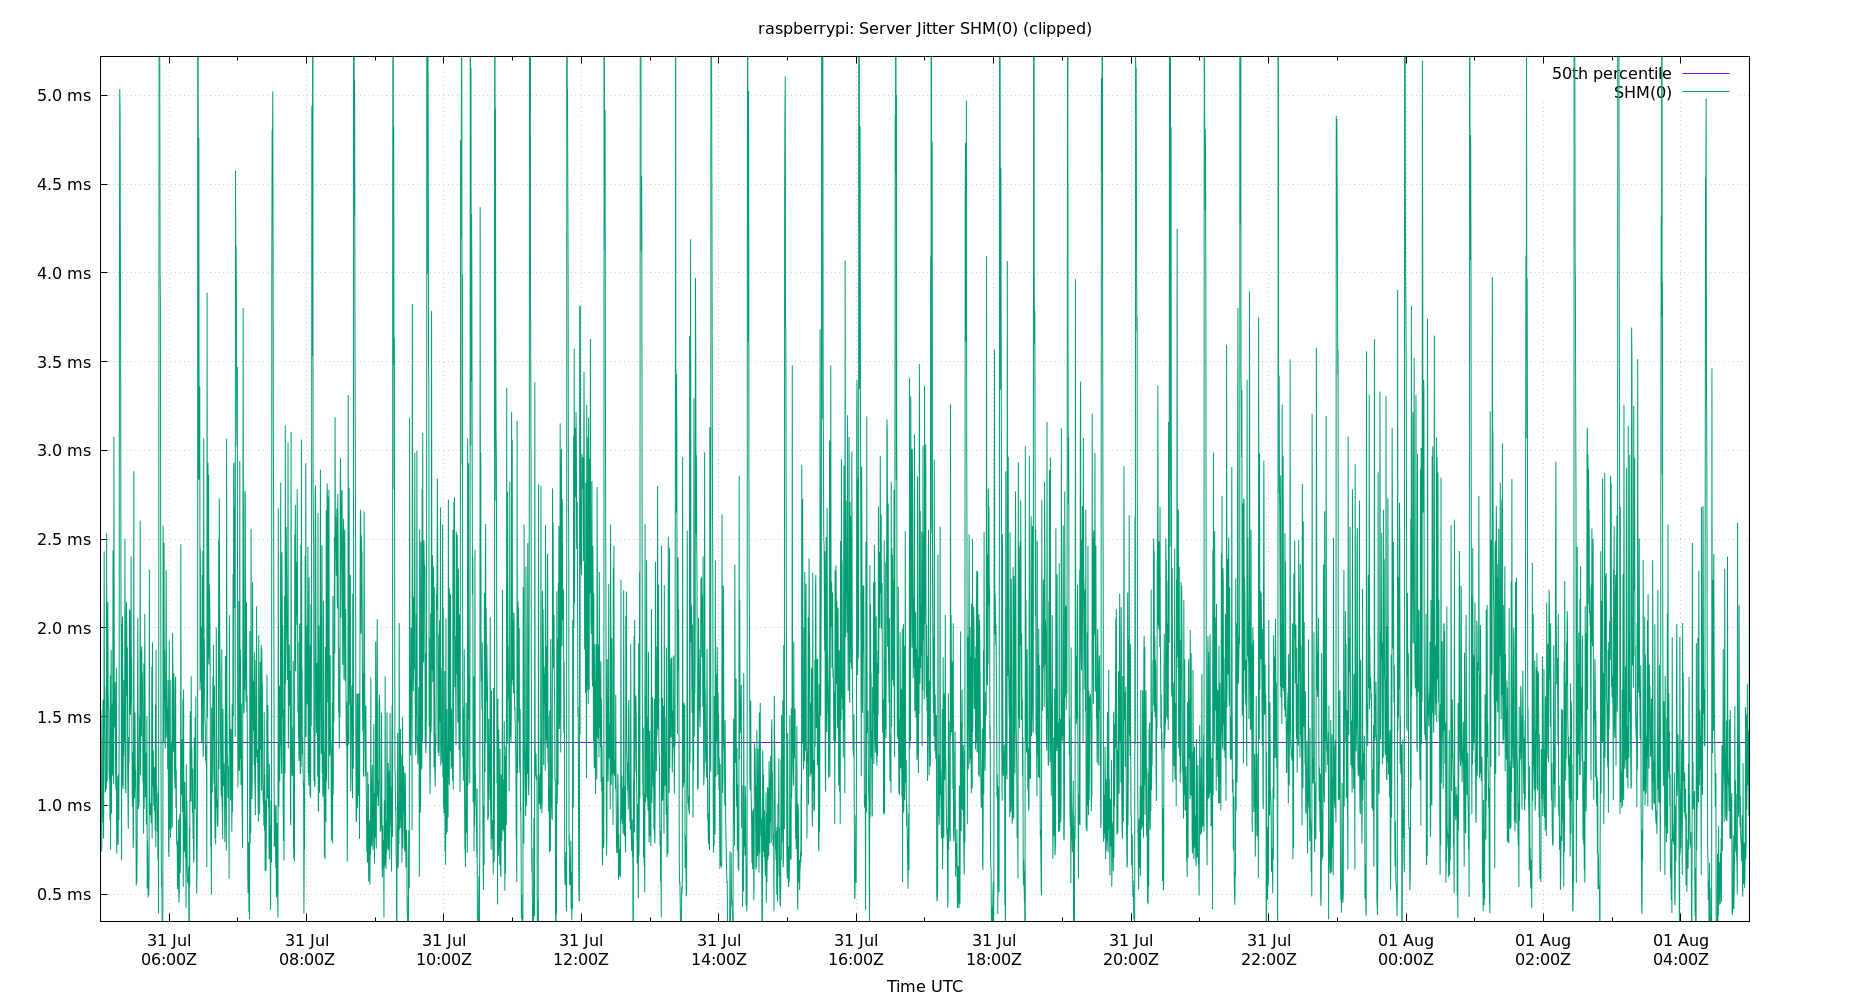 raspberrypi: Server Jitter SHM(0) (clipped)
50th percentile
SHM(0)
5.0 ms
4.5 ms
4.0 ms
3.5 ms
3.0 ms
2.5 ms
2.0 ms
1.5 ms
1.0 ms
0.5 ms
31 Jul 31 Jul 31 Jul 31 Jul 31 Jul 31 Jul 31 Jul 31 Jul 31 Jul 01 Aug 01 Aug 01 Aug
06:00Z 08:00Z 10:00Z 12:00Z 14:00Z 16:00Z 18:00Z 20:00Z 22:00Z 00:00Z 02:00Z 04:00Z
Time UTC